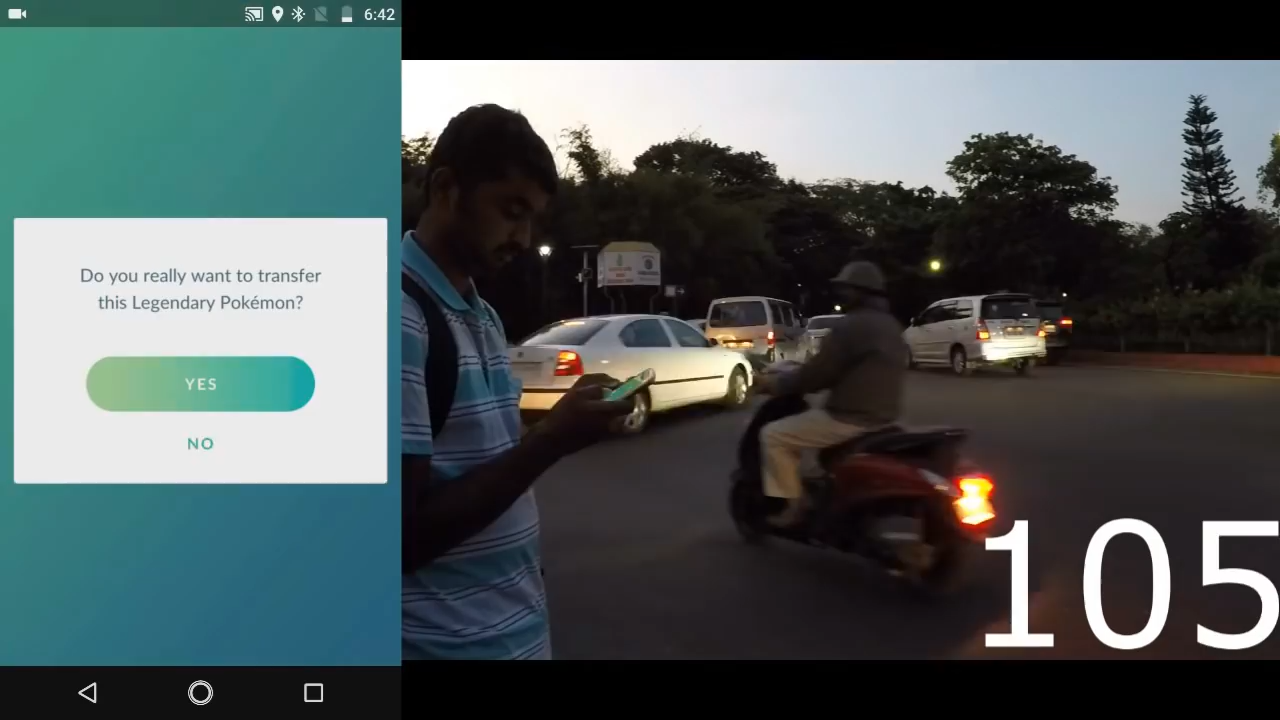 6:42
Do you really want to transfer
this Legendary Pokémon?
YES
NO
105